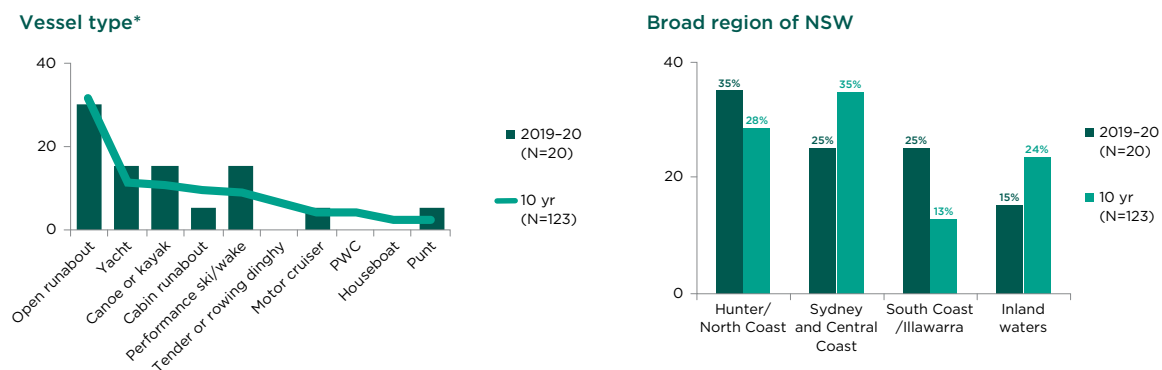 Vessel type*
40
20
0
Open runabout
Yacht
Canoe or kayak
Cabin runabout
Performance ski/wake
Tender or rowing dinghy
Motor cruiser
PWC
Houseboat
Punt
2019–20
(N=20)
10 yr
(N=123)
Broad region of NSW
40
20
0
35%
28%
25%
35%
25%
13%
15%
24%
Hunter/
North Coast
Sydney
and Central
Coast
South Coast
/Illawarra
Inland
waters
2019-20
(N=20)
10 yr
(N=123)